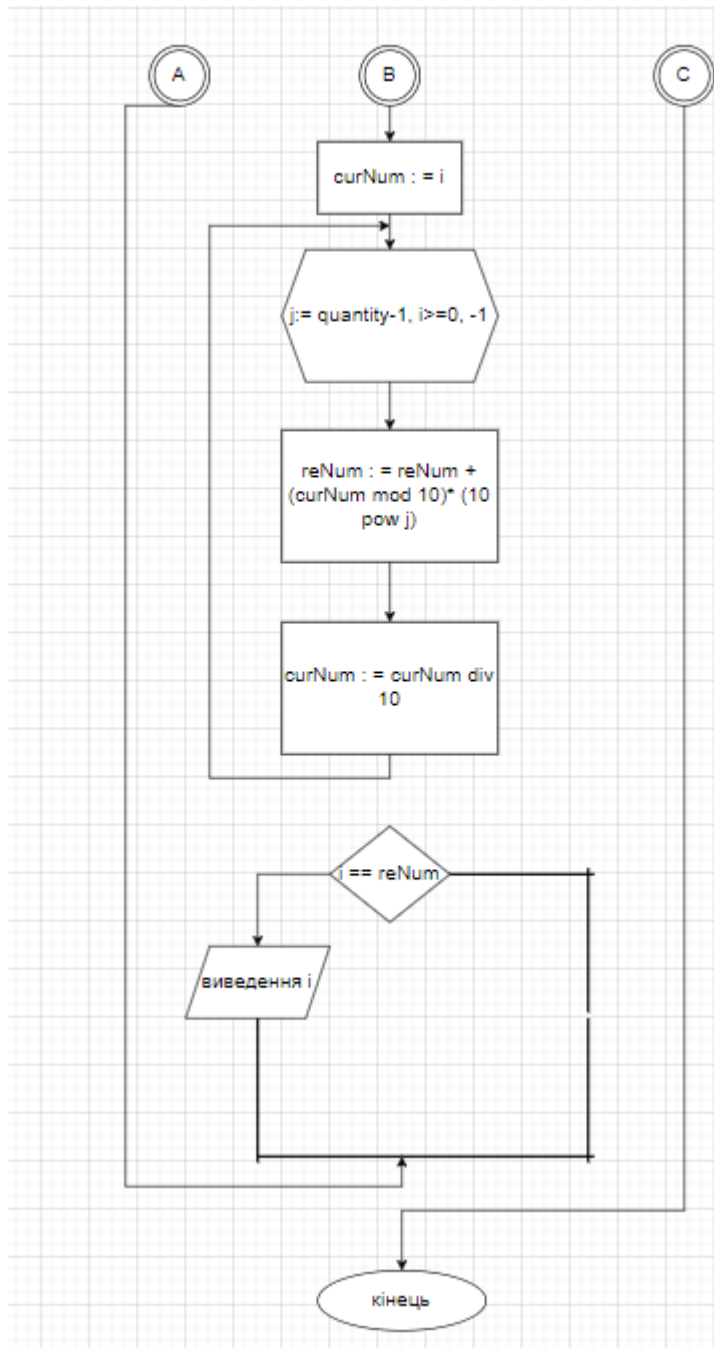 A
B
C
curNum : = i
j:= quantity-1, i>=0, -1
reNum : = reNum +
(curNum mod 10)* (10
pow j)
curNum : = curNum div
10
i == reNum
виведення i
кінець